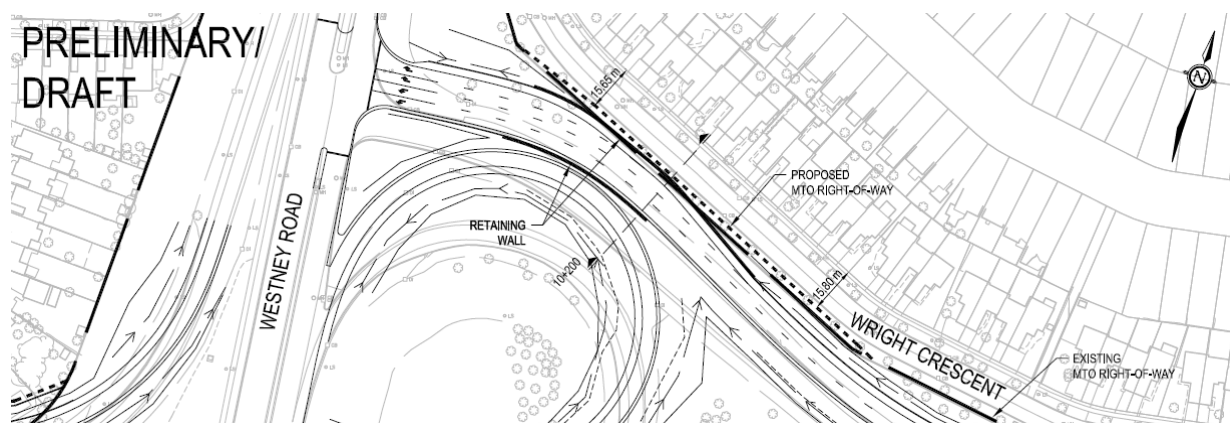 PRELIMINARY/
DRAFT
WESTNEY ROAD
RETAINING
WALL
10+200
15.65 m
PROPOSED
MTO RIGHT-OF-WAY
15.80 m
WRIGHT CRESCENT
EXISTING
MTO RIGHT-OF-WAY
N